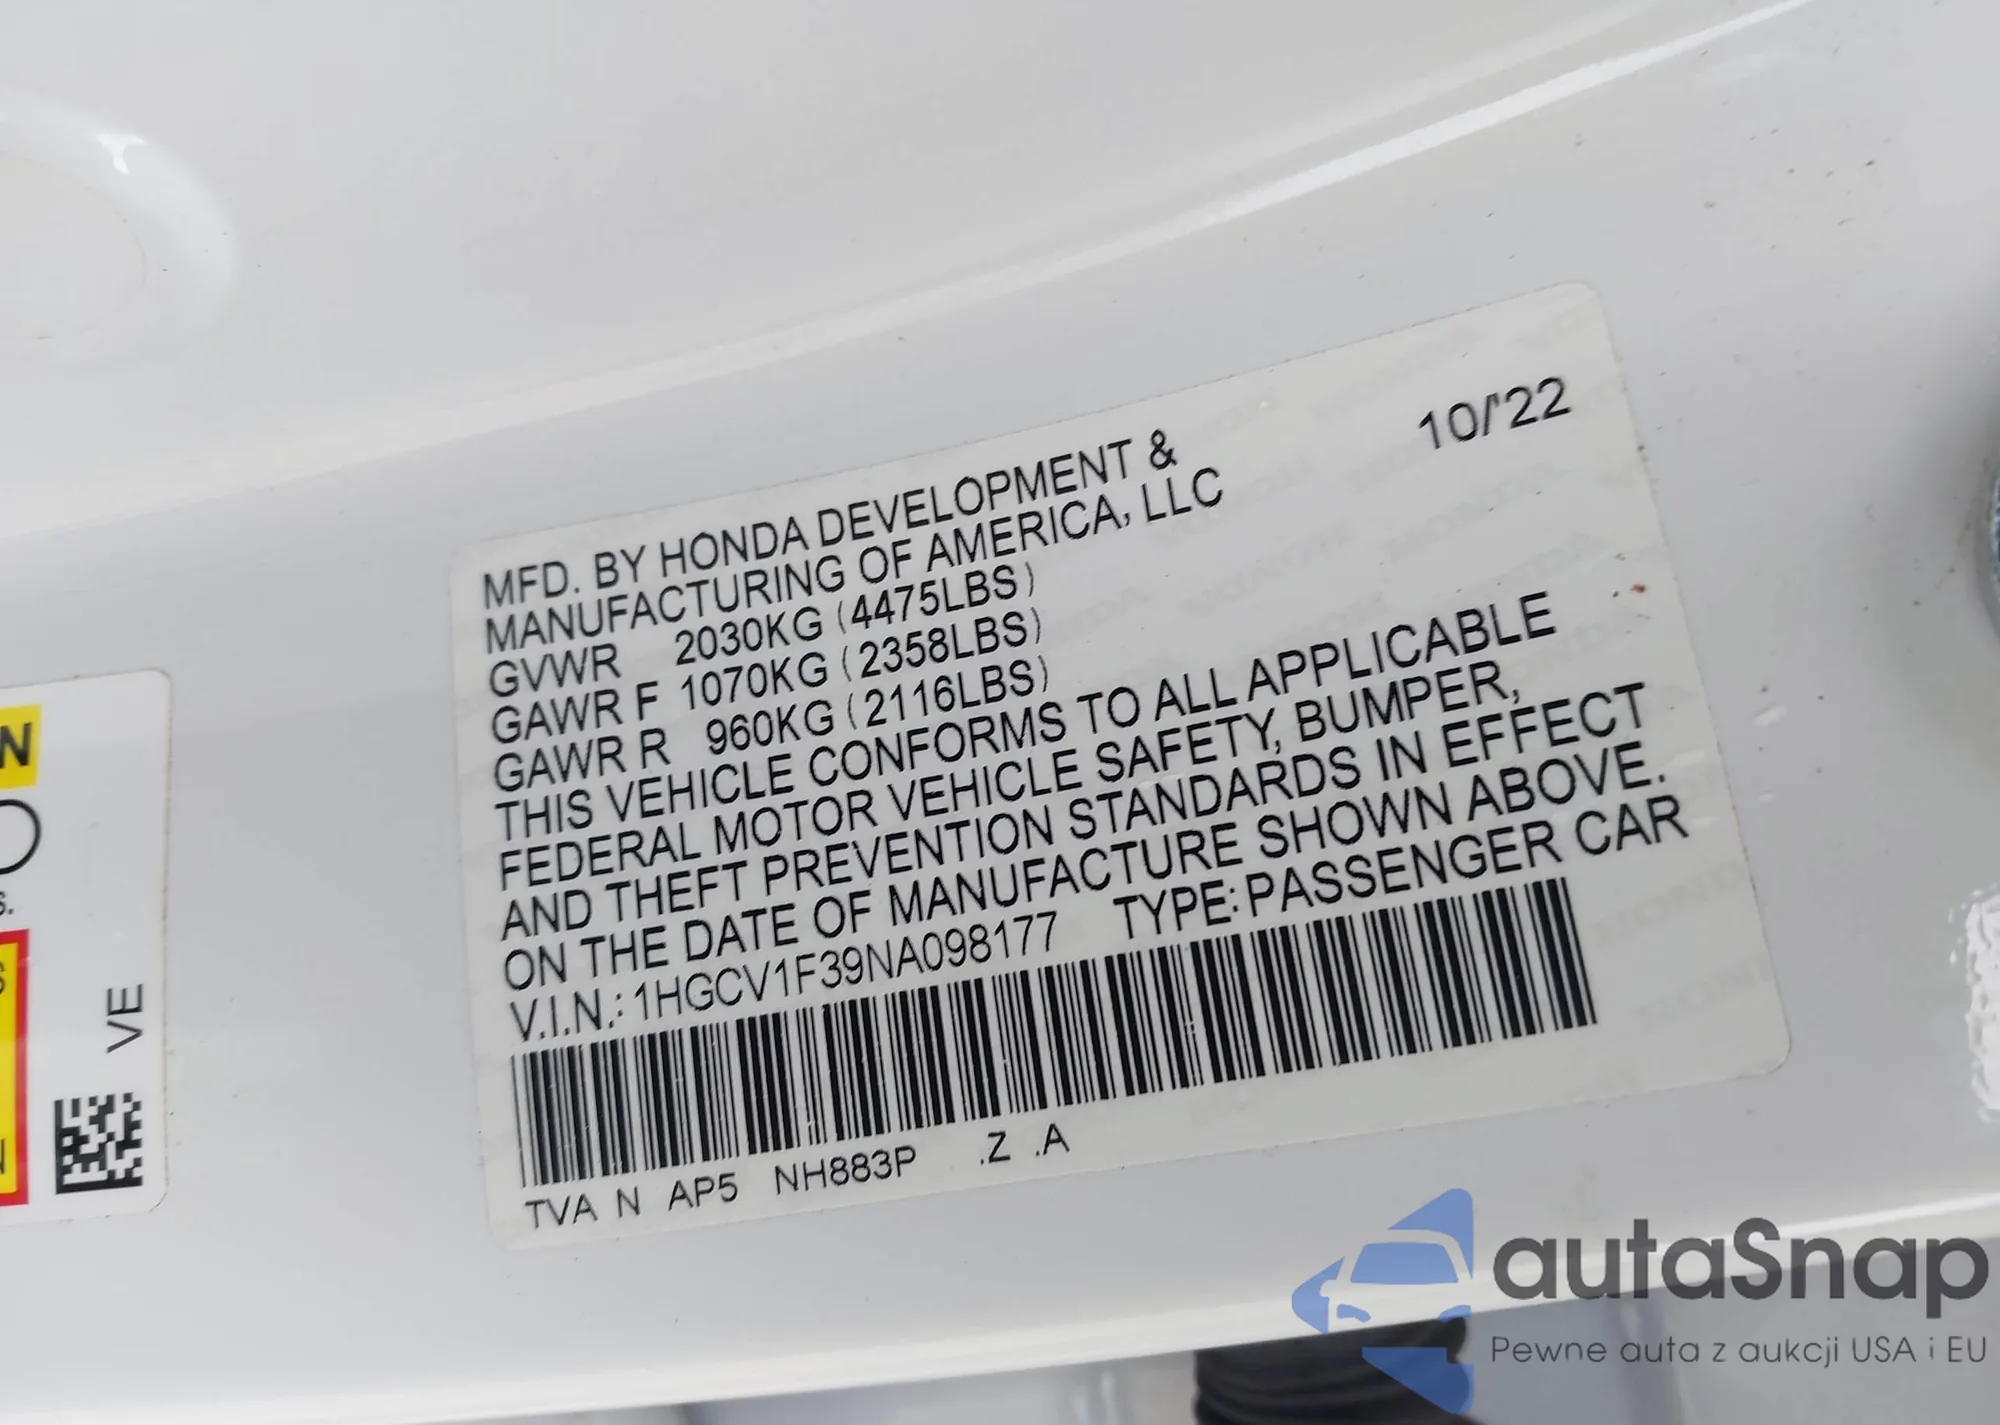 MFD. BY HONDA DEVELOPMENT &
MANUFACTURING OF AMERICA, LLC
10/'22
GVWR 2030KG (4475LBS)
GAWR F 1070KG (2358LBS)
GAWR R 960KG (2116LBS)
THIS VEHICLE CONFORMS TO ALL APPLICABLE
FEDERAL MOTOR VEHICLE SAFETY, BUMPER,
AND THEFT PREVENTION STANDARDS IN EFFECT
ON THE DATE OF MANUFACTURE SHOWN ABOVE.
V.I.N.: 1HGCV1F39NA098177 TYPE: PASSENGER CAR
TVA N AP5 NH883P .Z .A
VE
autaSnap
Pewne auta z aukcji USA i EU